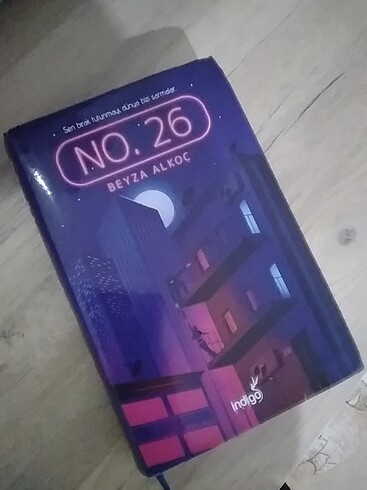 Sen bırak tutunmayı, dünya bizi sarmalar.
NO. 26
BEYZA ALKOÇ
indigo